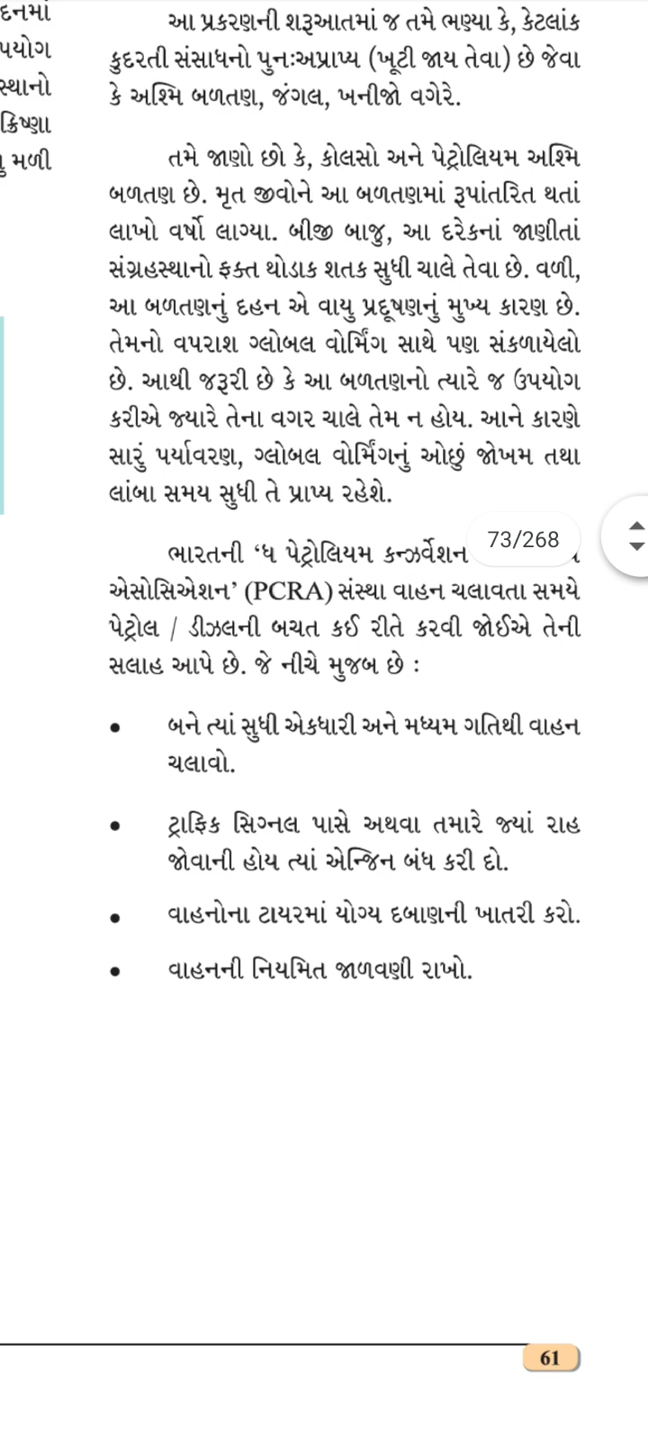 દનમાં
પયોગ
સ્થાનો
ક્રિષ્ણા
મળી
આ પ્રકરણની શરૂઆતમાં જ તમે ભણ્યા કે, કેટલાંક
કુદરતી સંસાધનો પુનઃઅપ્રાપ્ય (ખૂટી જાય તેવા) છે જેવા
કે અશ્મિ બળતણ, જંગલ, ખનીજો વગેરે.
તમે જાણો છો કે, કોલસો અને પેટ્રોલિયમ અશ્મિ
બળતણ છે. મૃત જીવોને આ બળતણમાં રૂપાંતરિત થતાં
લાખો વર્ષો લાગ્યા. બીજી બાજુ, આ દરેકનાં જાણીતાં
સંગ્રહસ્થાનો ફક્ત થોડાક શતક સુધી ચાલે તેવા છે. વળી,
આ બળતણનું દહન એ વાયુ પ્રદૂષણનું મુખ્ય કારણ છે.
તેમનો વપરાશ ગ્લોબલ વોર્મિંગ સાથે પણ સંકળાયેલો
છે. આથી જરૂરી છે કે આ બળતણનો ત્યારે જ ઉપયોગ
કરીએ જ્યારે તેના વગર ચાલે તેમ ન હોય. આને કારણે
સારું પર્યાવરણ, ગ્લોબલ વોર્મિંગનું ઓછું જોખમ તથા
લાંબા સમય સુધી તે પ્રાપ્ય રહેશે.
ભારતની ‘ધ પેટ્રોલિયમ કન્ઝર્વેશન
73/268
એસોસિએશન’ (PCRA) સંસ્થા વાહન ચલાવતા સમયે
પેટ્રોલ / ડીઝલની બચત કઈ રીતે કરવી જોઈએ તેની
સલાહ આપે છે. જે નીચે મુજબ છે :
• બને ત્યાં સુધી એકધારી અને મધ્યમ ગતિથી વાહન
ચલાવો.
• ટ્રાફિક સિગ્નલ પાસે અથવા તમારે જ્યાં રાહ
જોવાની હોય ત્યાં એન્જિન બંધ કરી દો.
• વાહનોના ટાયરમાં યોગ્ય દબાણની ખાતરી કરો.
• વાહનની નિયમિત જાળવણી રાખો.
61